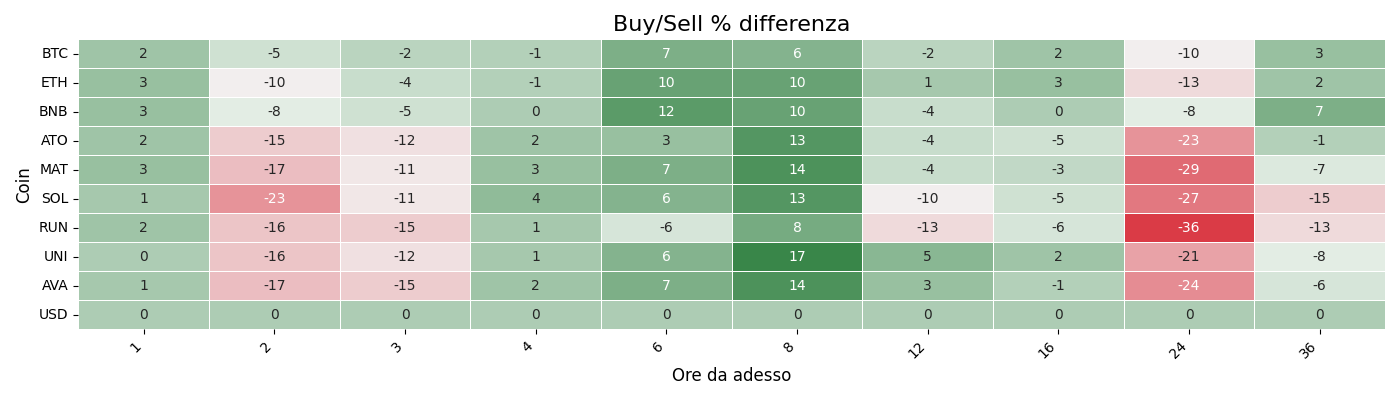 Buy/Sell % differenza
Coin
BTC 2 -5 -2 -1 7 6 -2 2 -10 3
ETH 3 -10 -4 -1 10 10 1 3 -13 2
BNB 3 -8 -5 0 12 10 -4 0 -8 7
ATO 2 -15 -12 2 3 13 -4 -5 -23 -1
MAT 3 -17 -11 3 7 14 -4 -3 -29 -7
SOL 1 -23 -11 4 6 13 -10 -5 -27 -15
RUN 2 -16 -15 1 -6 8 -13 -6 -36 -13
UNI 0 -16 -12 1 6 17 5 2 -21 -8
AVA 1 -17 -15 2 7 14 3 -1 -24 -6
USD 0 0 0 0 0 0 0 0 0 0
1 2 3 4 6 8 12 16 24 36
Ore da adesso